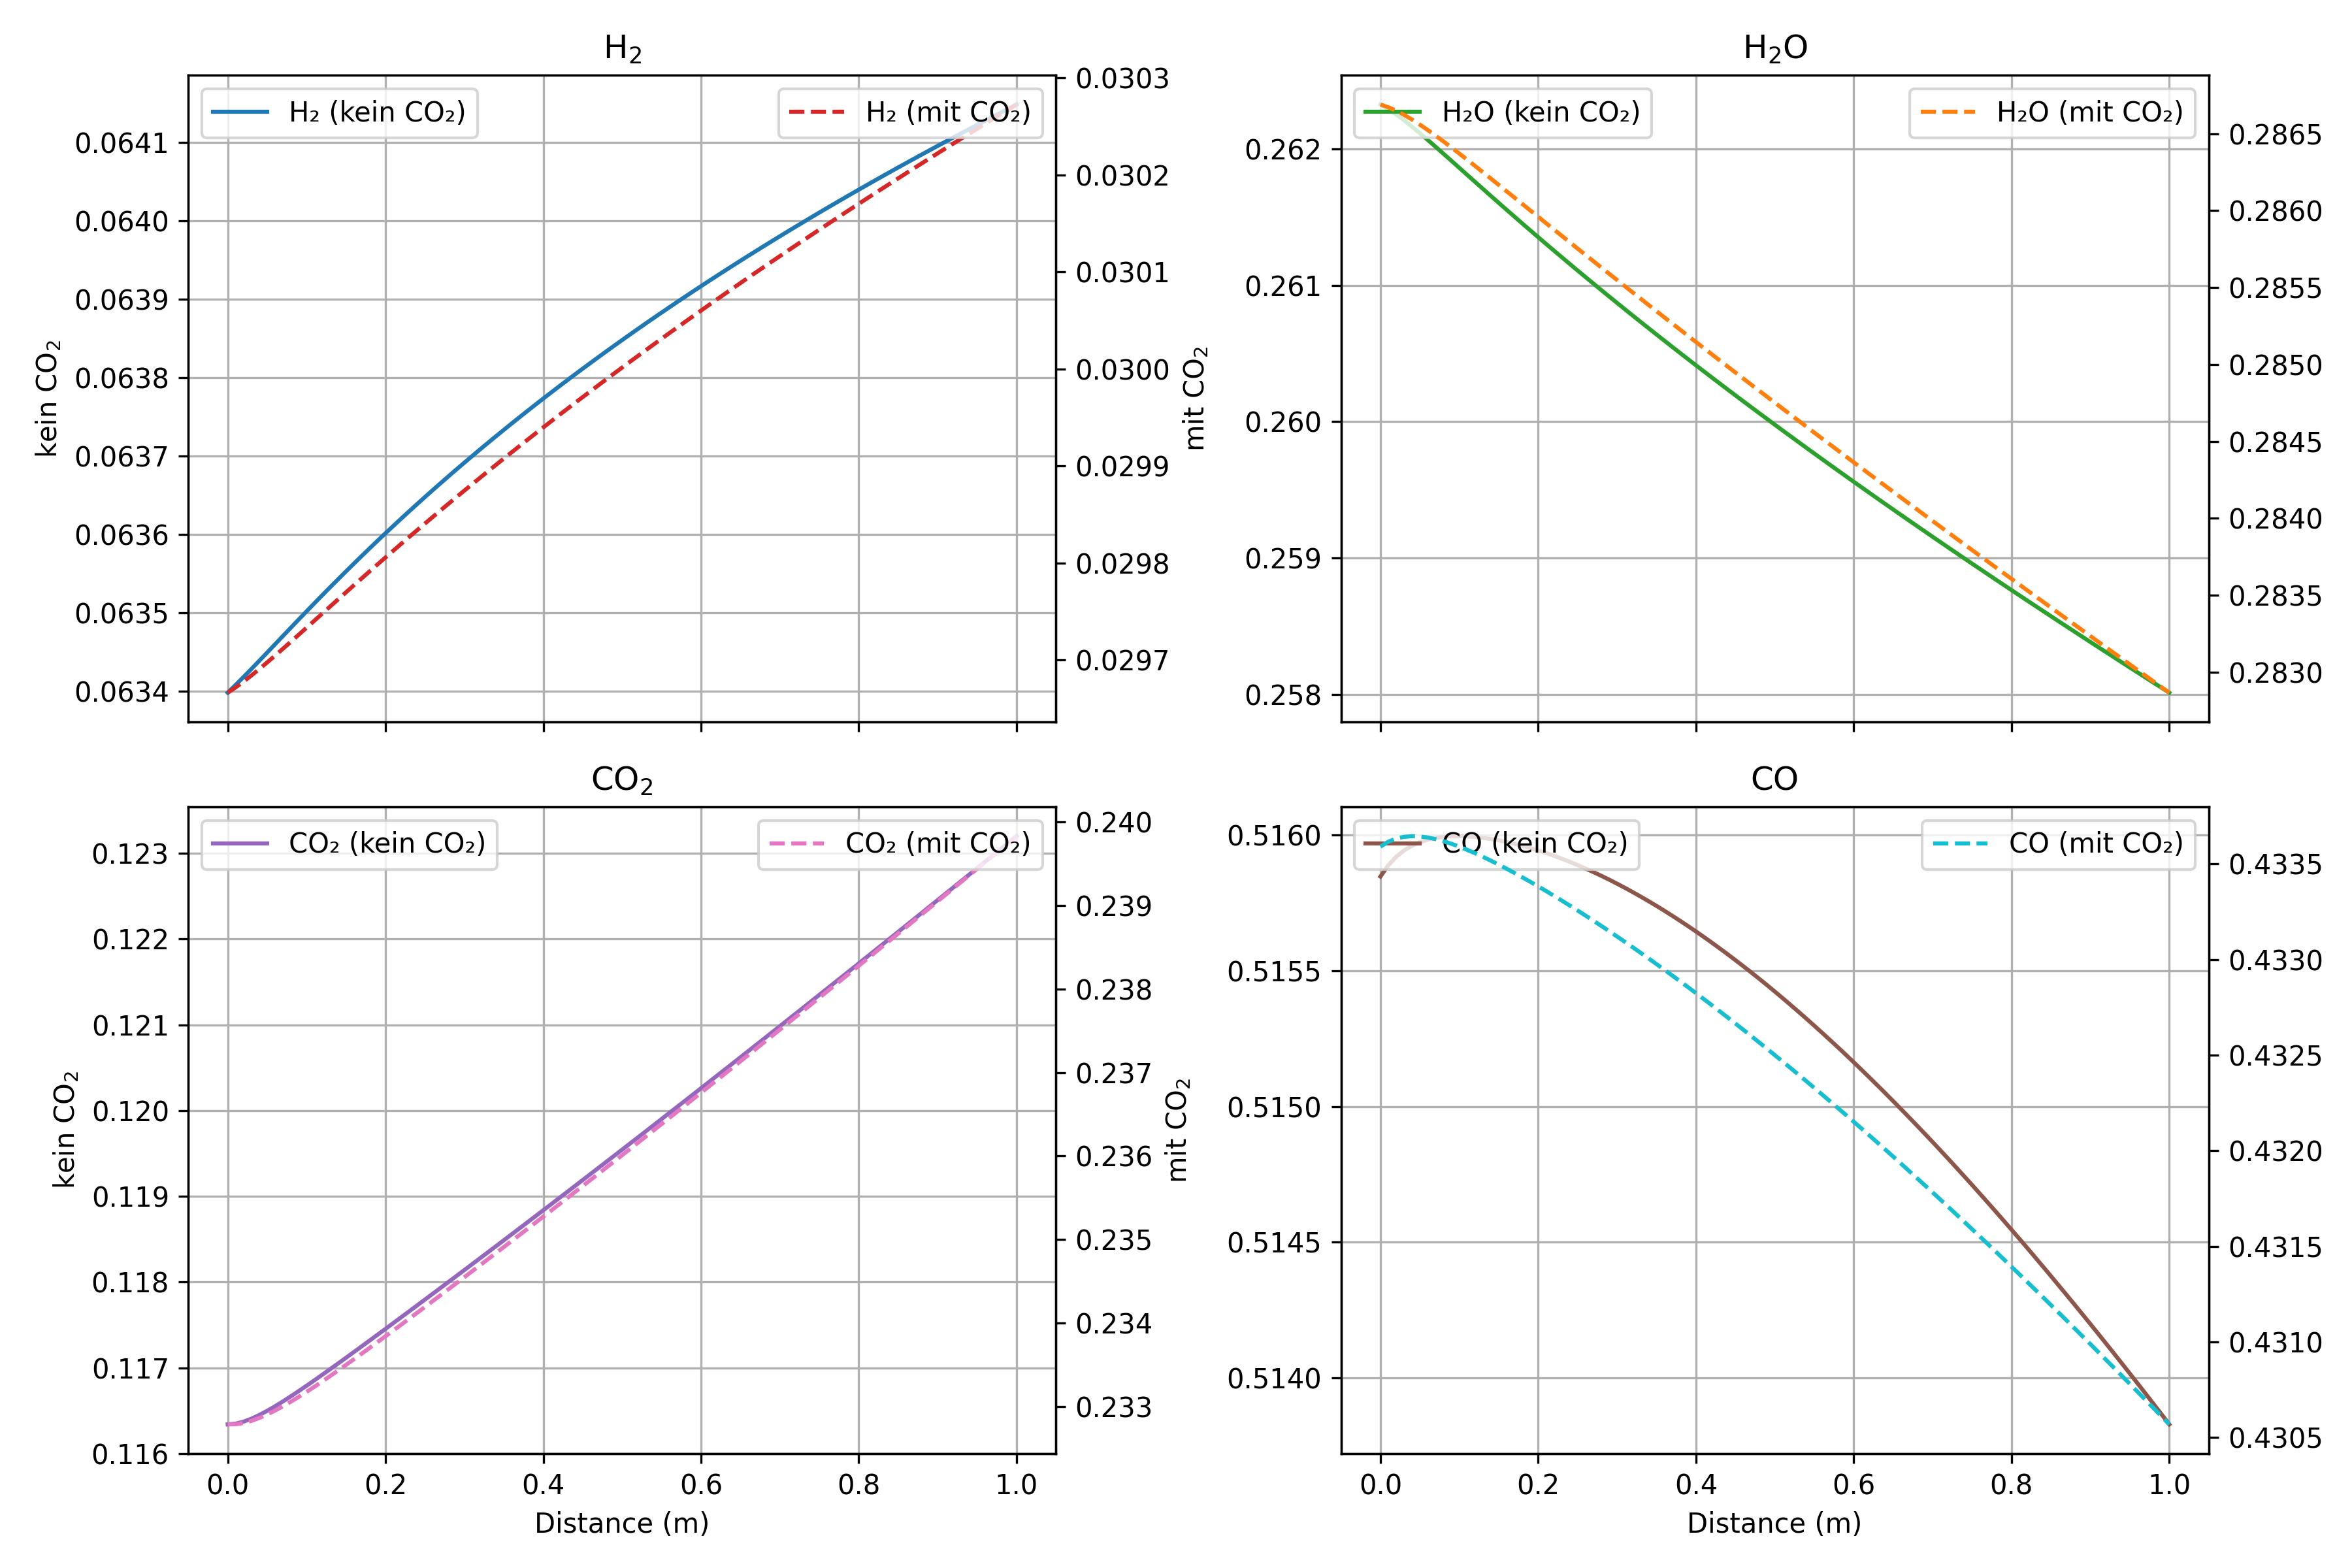 H₂
H₂ (kein CO₂)
H₂ (mit CO₂)
kein CO₂
0.0641
0.0640
0.0639
0.0638
0.0637
0.0636
0.0635
0.0634
0.0303
0.0302
0.0301
0.0300
0.0299
0.0298
0.0297
mit CO₂
H₂O
H₂O (kein CO₂)
H₂O (mit CO₂)
0.262
0.261
0.260
0.259
0.258
0.2865
0.2860
0.2855
0.2850
0.2845
0.2840
0.2835
0.2830
CO₂
CO₂ (kein CO₂)
CO₂ (mit CO₂)
kein CO₂
0.123
0.122
0.121
0.120
0.119
0.118
0.117
0.116
0.240
0.239
0.238
0.237
0.236
0.235
0.234
0.233
mit CO₂
0.0 0.2 0.4 0.6 0.8 1.0
Distance (m)
CO
CO (kein CO₂)
CO (mit CO₂)
0.5160
0.5155
0.5150
0.5145
0.5140
0.4335
0.4330
0.4325
0.4320
0.4315
0.4310
0.4305
0.0 0.2 0.4 0.6 0.8 1.0
Distance (m)